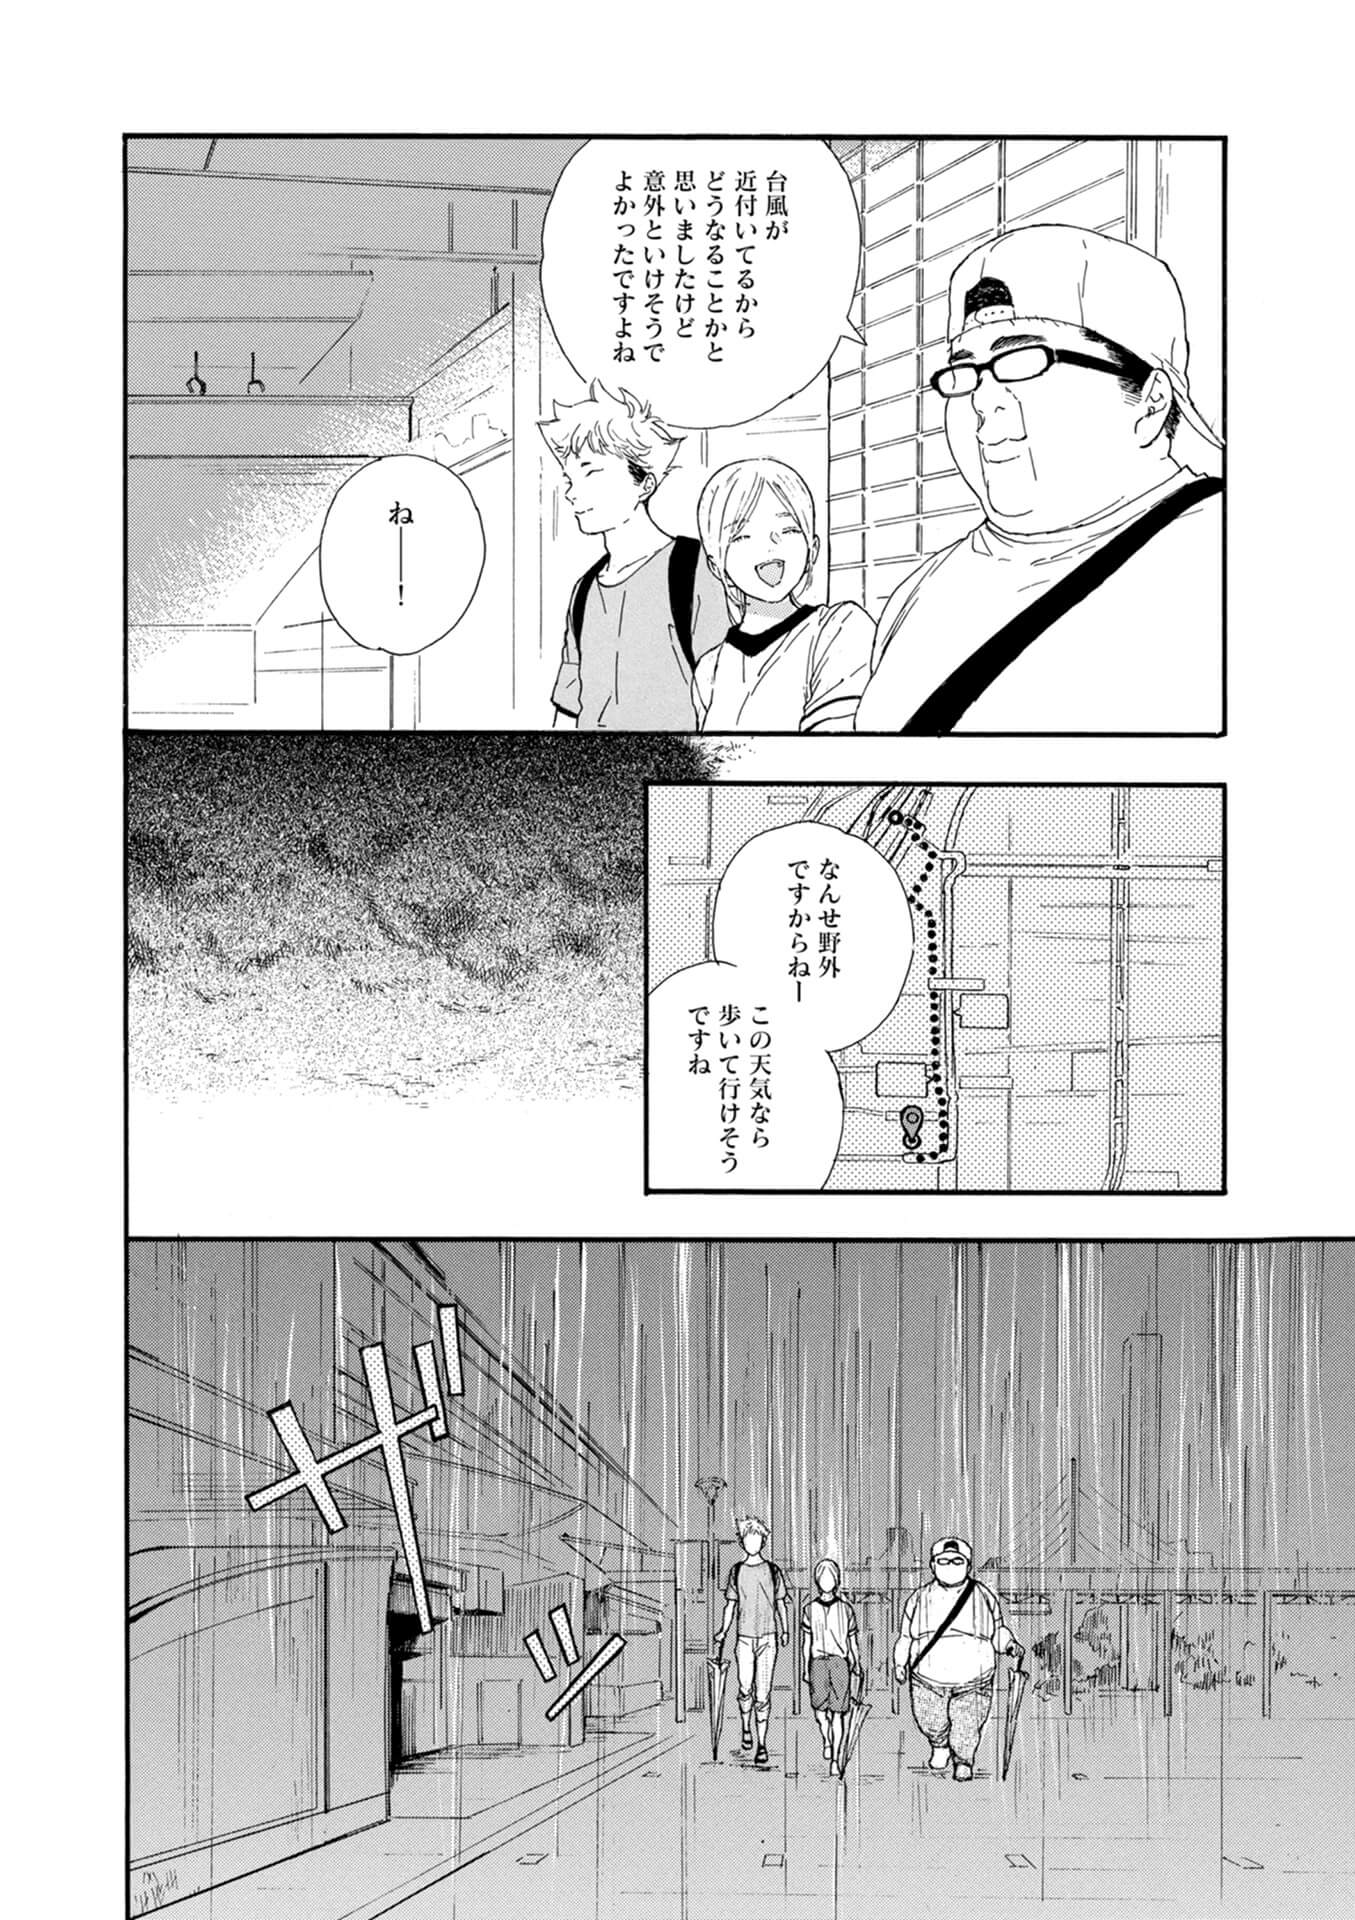 台風が
近付いてるから
どうなることかと
思いましたけど
意外といけそうで
よかったですよね
ねー！
なんせ野外
ですからねー
この天気なら
歩いて行けそう
ですね
ザザッ